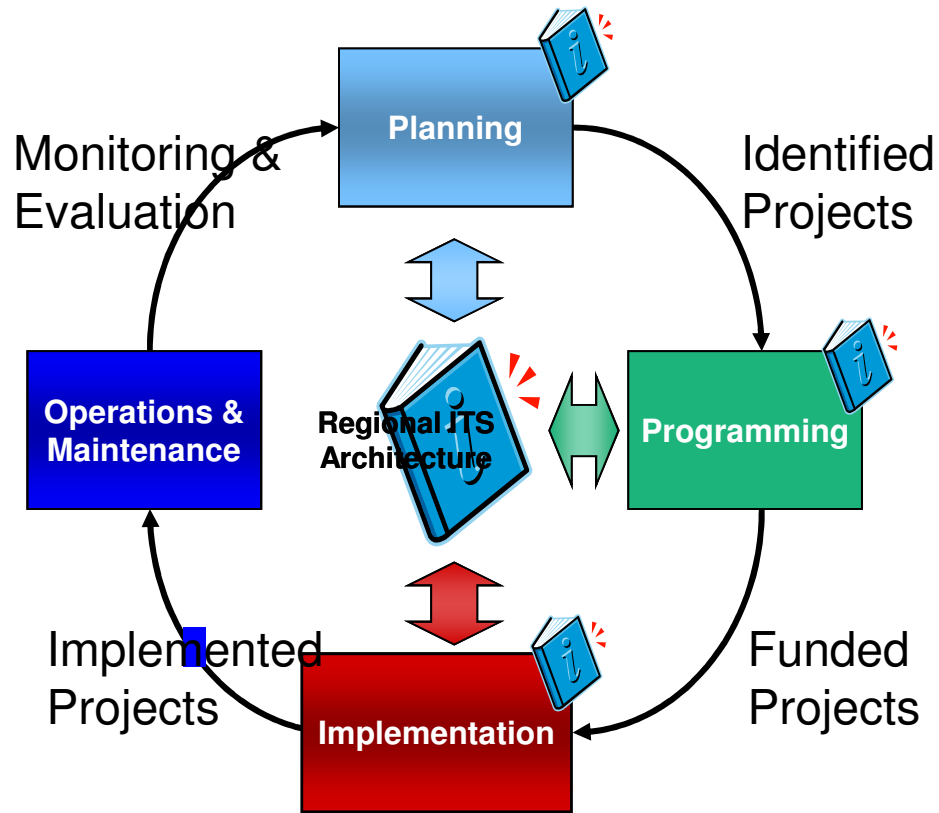 Planning
Monitoring &
Evaluation
Identified
Projects
Operations &
Maintenance
Regional ITS
Architecture
Programming
Implemented
Projects
Implementation
Funded
Projects